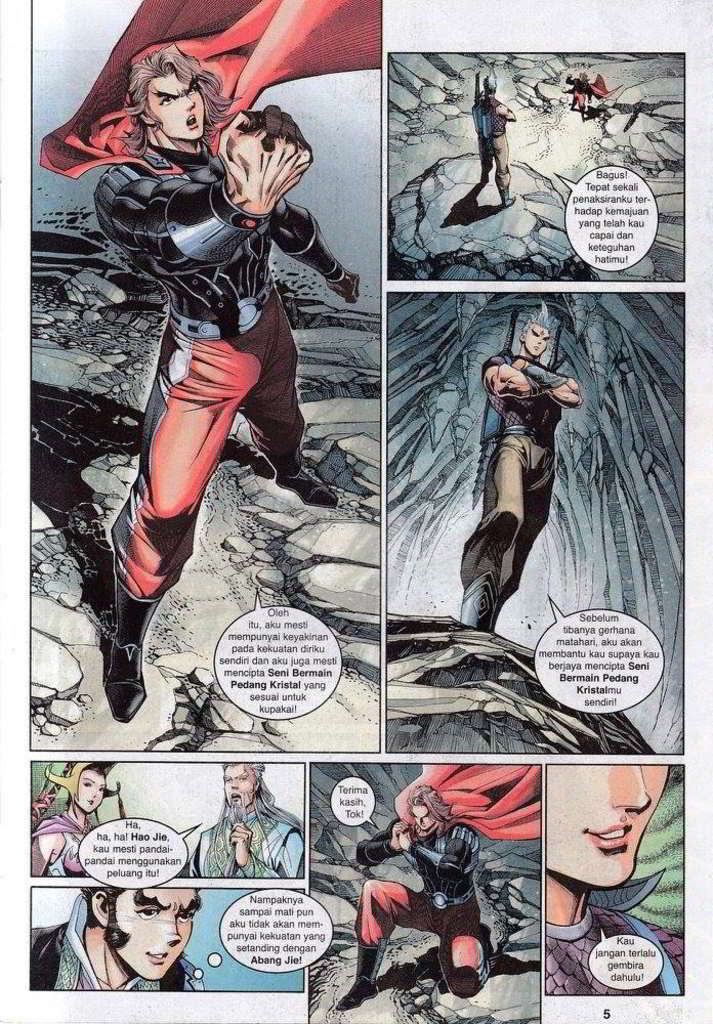 Oleh
itu, aku mesti
mempunyai keyakinan
pada kekuatan diriku
sendiri dan aku juga mesti
mencipta Seni Bermain
Pedang Kristal yang
sesuai untuk
kupakai!
Bagus!
Tepat sekali
penaksiranku ter-
hadap kemajuan
yang telah kau
capai dan
keteguhan
hatimu!
Sebelum
tibanya gerhana
matahari, aku akan
membantu kau supaya kau
berjaya mencipta Seni
Bermain Pedang
Kristalmu
sendiri!
Ha,
ha, ha! Hao Jie,
kau mesti pandai-
pandai menggunakan
peluang itu!
Nampaknya
sampai mati pun
aku tidak akan mem-
punyai kekuatan yang
setanding dengan
Abang Jie!
Terima
kasih,
Tok!
Kau
jangan terlalu
gembira
dahulu!
5